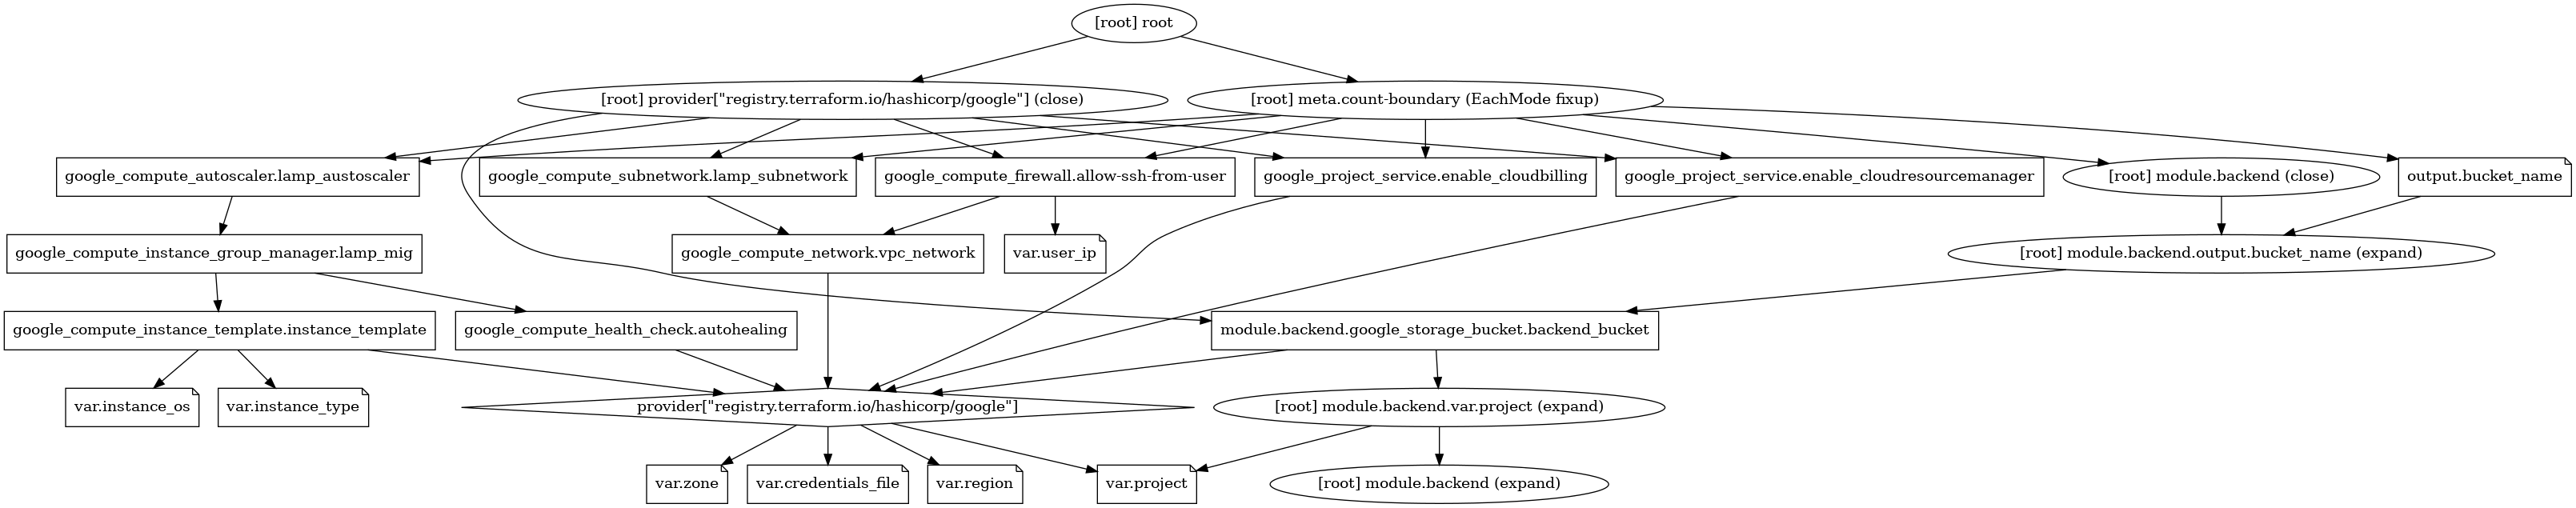 [root] root
[root] provider["registry.terraform.io/hashicorp/google"] (close)
[root] meta.count-boundary (EachMode fixup)
google_compute_autoscaler.lamp_austoscaler
google_compute_subnetwork.lamp_subnetwork
google_compute_firewall.allow-ssh-from-user
google_project_service.enable_cloudbilling
google_project_service.enable_cloudresourcemanager
[root] module.backend (close)
output.bucket_name
google_compute_instance_group_manager.lamp_mig
google_compute_network.vpc_network
var.user_ip
[root] module.backend.output.bucket_name (expand)
google_compute_instance_template.instance_template
google_compute_health_check.autohealing
module.backend.google_storage_bucket.backend_bucket
var.instance_os
var.instance_type
provider["registry.terraform.io/hashicorp/google"]
[root] module.backend.var.project (expand)
var.zone
var.credentials_file
var.region
var.project
[root] module.backend (expand)